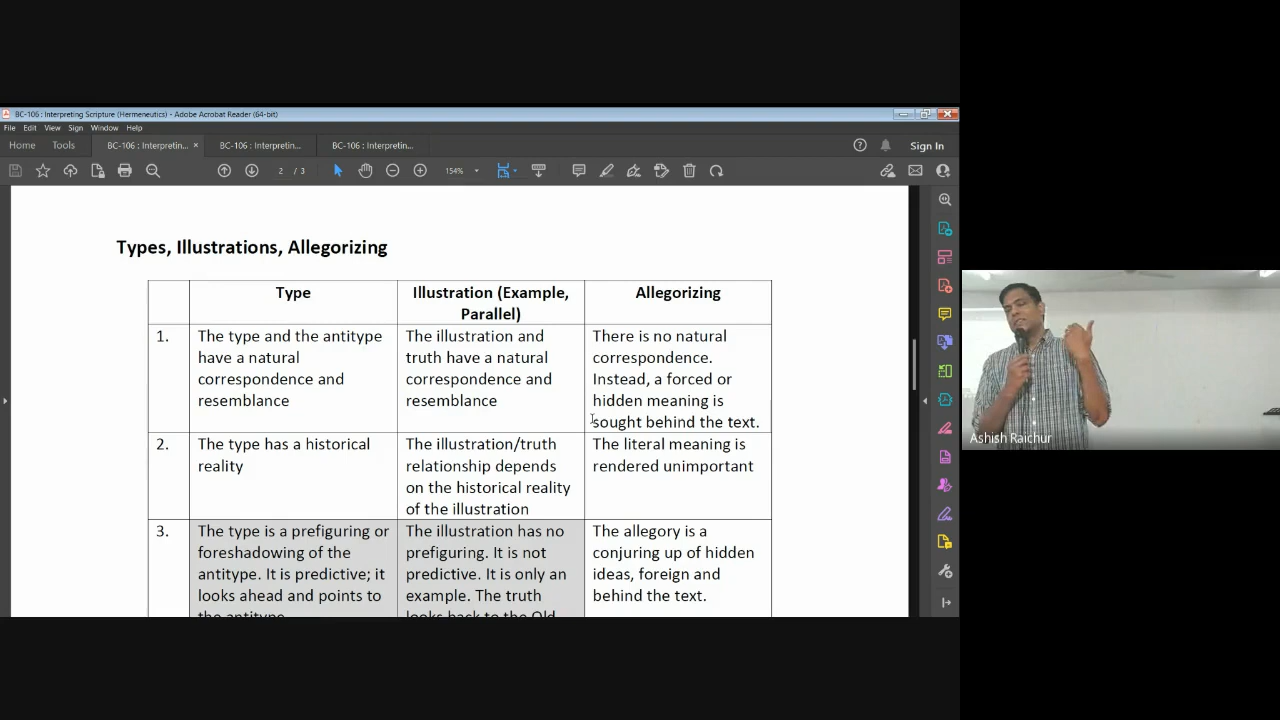 BC-106 : Interpreting Scripture (Hermeneutics) - Adobe Acrobat Reader (64-bit)
File Edit View Sign Window Help
Home Tools BC-106 : Interpretin... × BC-106 : Interpretin... BC-106 : Interpretin... Sign In
2 / 3 154%
Types, Illustrations, Allegorizing
Type
Illustration (Example,
Parallel)
Allegorizing
1.
The type and the antitype
have a natural
correspondence and
resemblance
The illustration and
truth have a natural
correspondence and
resemblance
There is no natural
correspondence.
Instead, a forced or
hidden meaning is
sought behind the text.
2.
The type has a historical
reality
The illustration/truth
relationship depends
on the historical reality
of the illustration
The literal meaning is
rendered unimportant
3.
The type is a prefiguring or
foreshadowing of the
antitype. It is predictive; it
looks ahead and points to
the antitype
The illustration has no
prefiguring. It is not
predictive. It is only an
example. The truth
looks back to the Old
The allegory is a
conjuring up of hidden
ideas, foreign and
behind the text.
Ashish Raichur